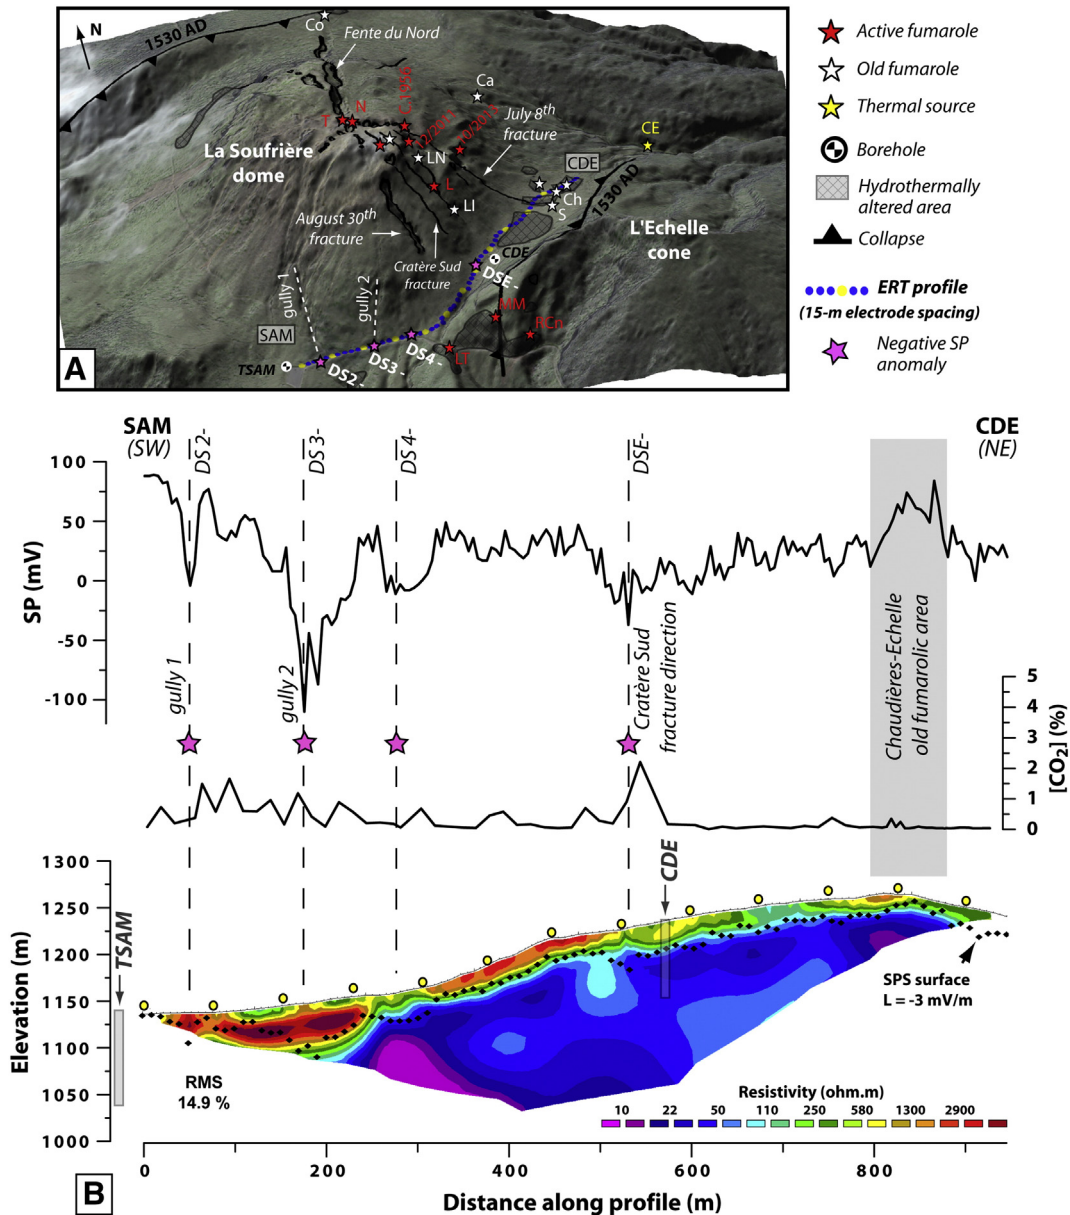 N
1530 AD
Co
Fente du Nord
Active fumarole
Old fumarole
Thermal source
Borehole
Hydrothermally
altered area
Collapse
ERT profile
(15-m electrode spacing)
Negative SP
anomaly
Ca
C.1956
T
N
12/2011
10/2013
July 8th
fracture
CE
La Soufrière
dome
LN
L
LI
CDE
Ch
S
1530 AD
August 30th
fracture
Cratère Sud
fracture
L'Echelle
cone
CDE
DSE -
gully 1
gully 2
MM
RCn
SAM
TSAM
DS2 -
DS3 -
DS4 -
LT
A
SAM
(SW)
DS2-
DS3-
DS4-
DSE-
CDE
(NE)
100
50
0
-50
-100
SP (mV)
gully 1
gully 2
Cratère Sud
fracture direction
Chaudières-Echelle
old fumarolic area
5
4
3
2
1
0
[CO2] (%)
1300
1250
1200
1150
1100
1050
1000
Elevation (m)
TSAM
CDE
SPS surface
L = -3 mV/m
RMS
14.9 %
Resistivity (ohm.m)
10 22 50 110 250 580 1300 2900
0 200 400 600 800
Distance along profile (m)
B